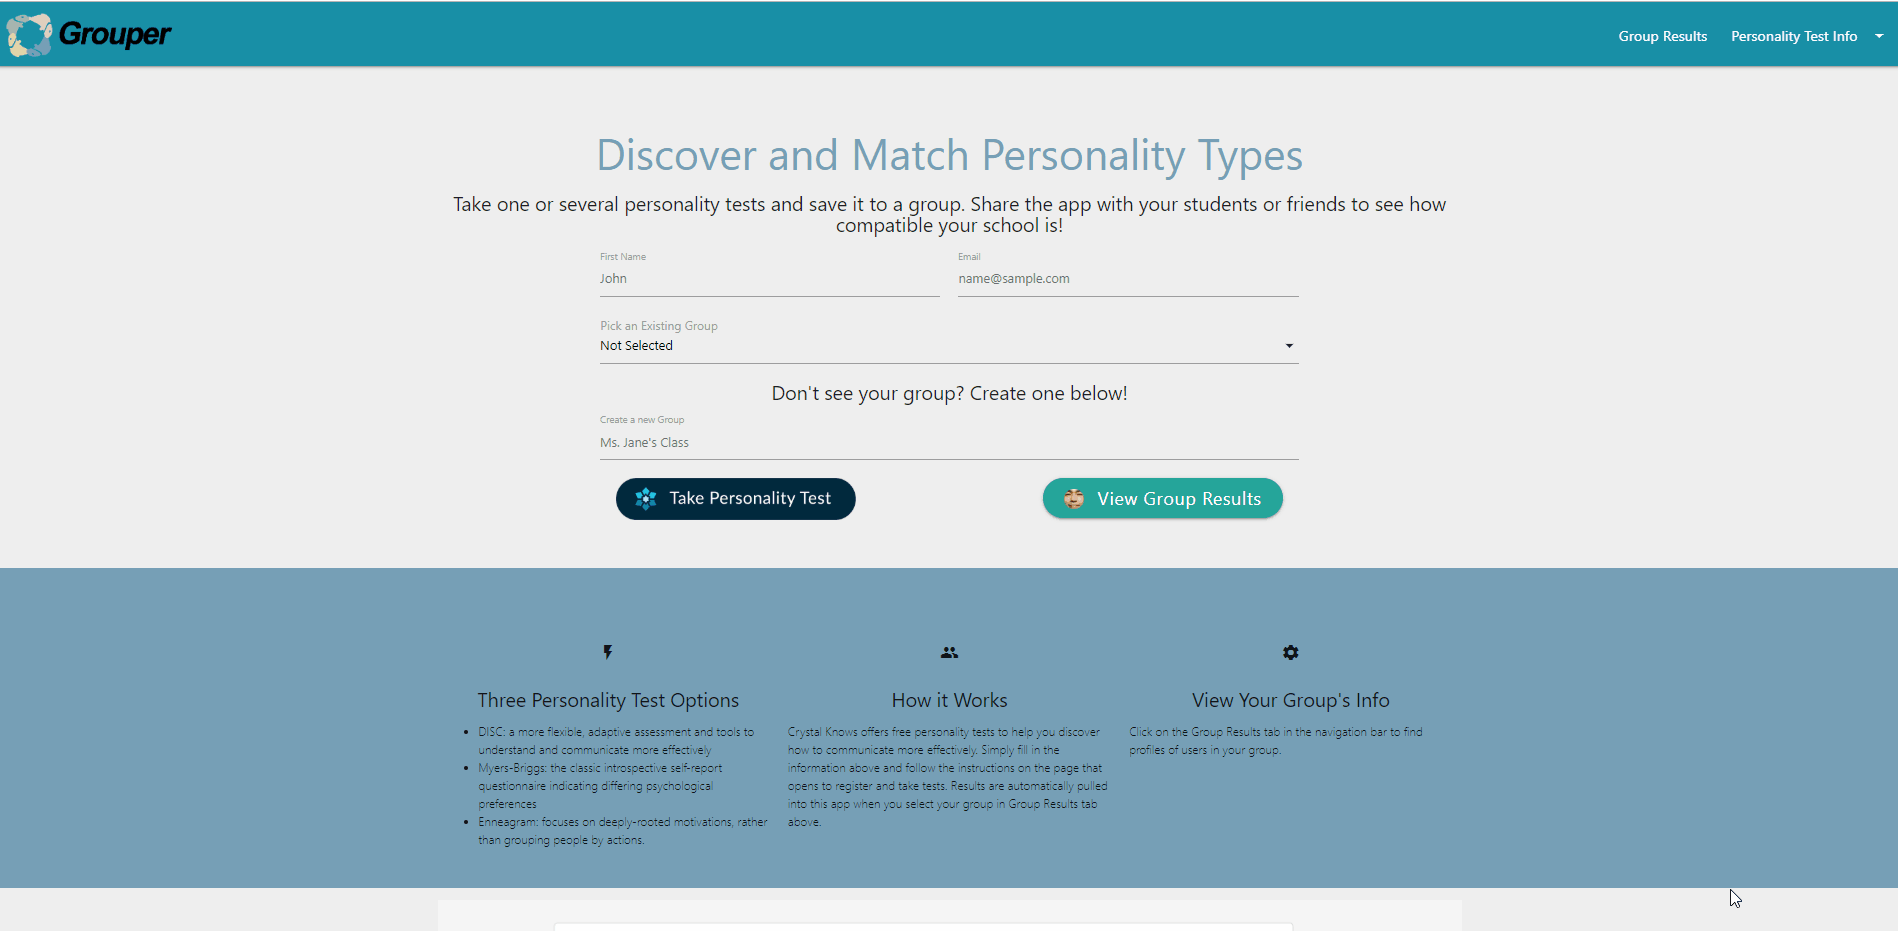 Grouper
Group Results
Personality Test Info
Discover and Match Personality Types
Take one or several personality tests and save it to a group. Share the app with your students or friends to see how
compatible your school is!
First Name
John
Email
name@sample.com
Pick an Existing Group
Not Selected
Don't see your group? Create one below!
Create a new Group
Ms. Jane's Class
Take Personality Test
View Group Results
Three Personality Test Options
DISC: a more flexible, adaptive assessment and tools to
understand and communicate more effectively
Myers-Briggs: the classic introspective self-report
questionnaire indicating differing psychological
preferences
Enneagram: focuses on deeply-rooted motivations, rather
than grouping people by actions.
How it Works
Crystal Knows offers free personality tests to help you discover
how to communicate more effectively. Simply fill in the
information above and follow the instructions on the page that
opens to register and take tests. Results are automatically pulled
into this app when you select your group in Group Results tab
above.
View Your Group's Info
Click on the Group Results tab in the navigation bar to find
profiles of users in your group.